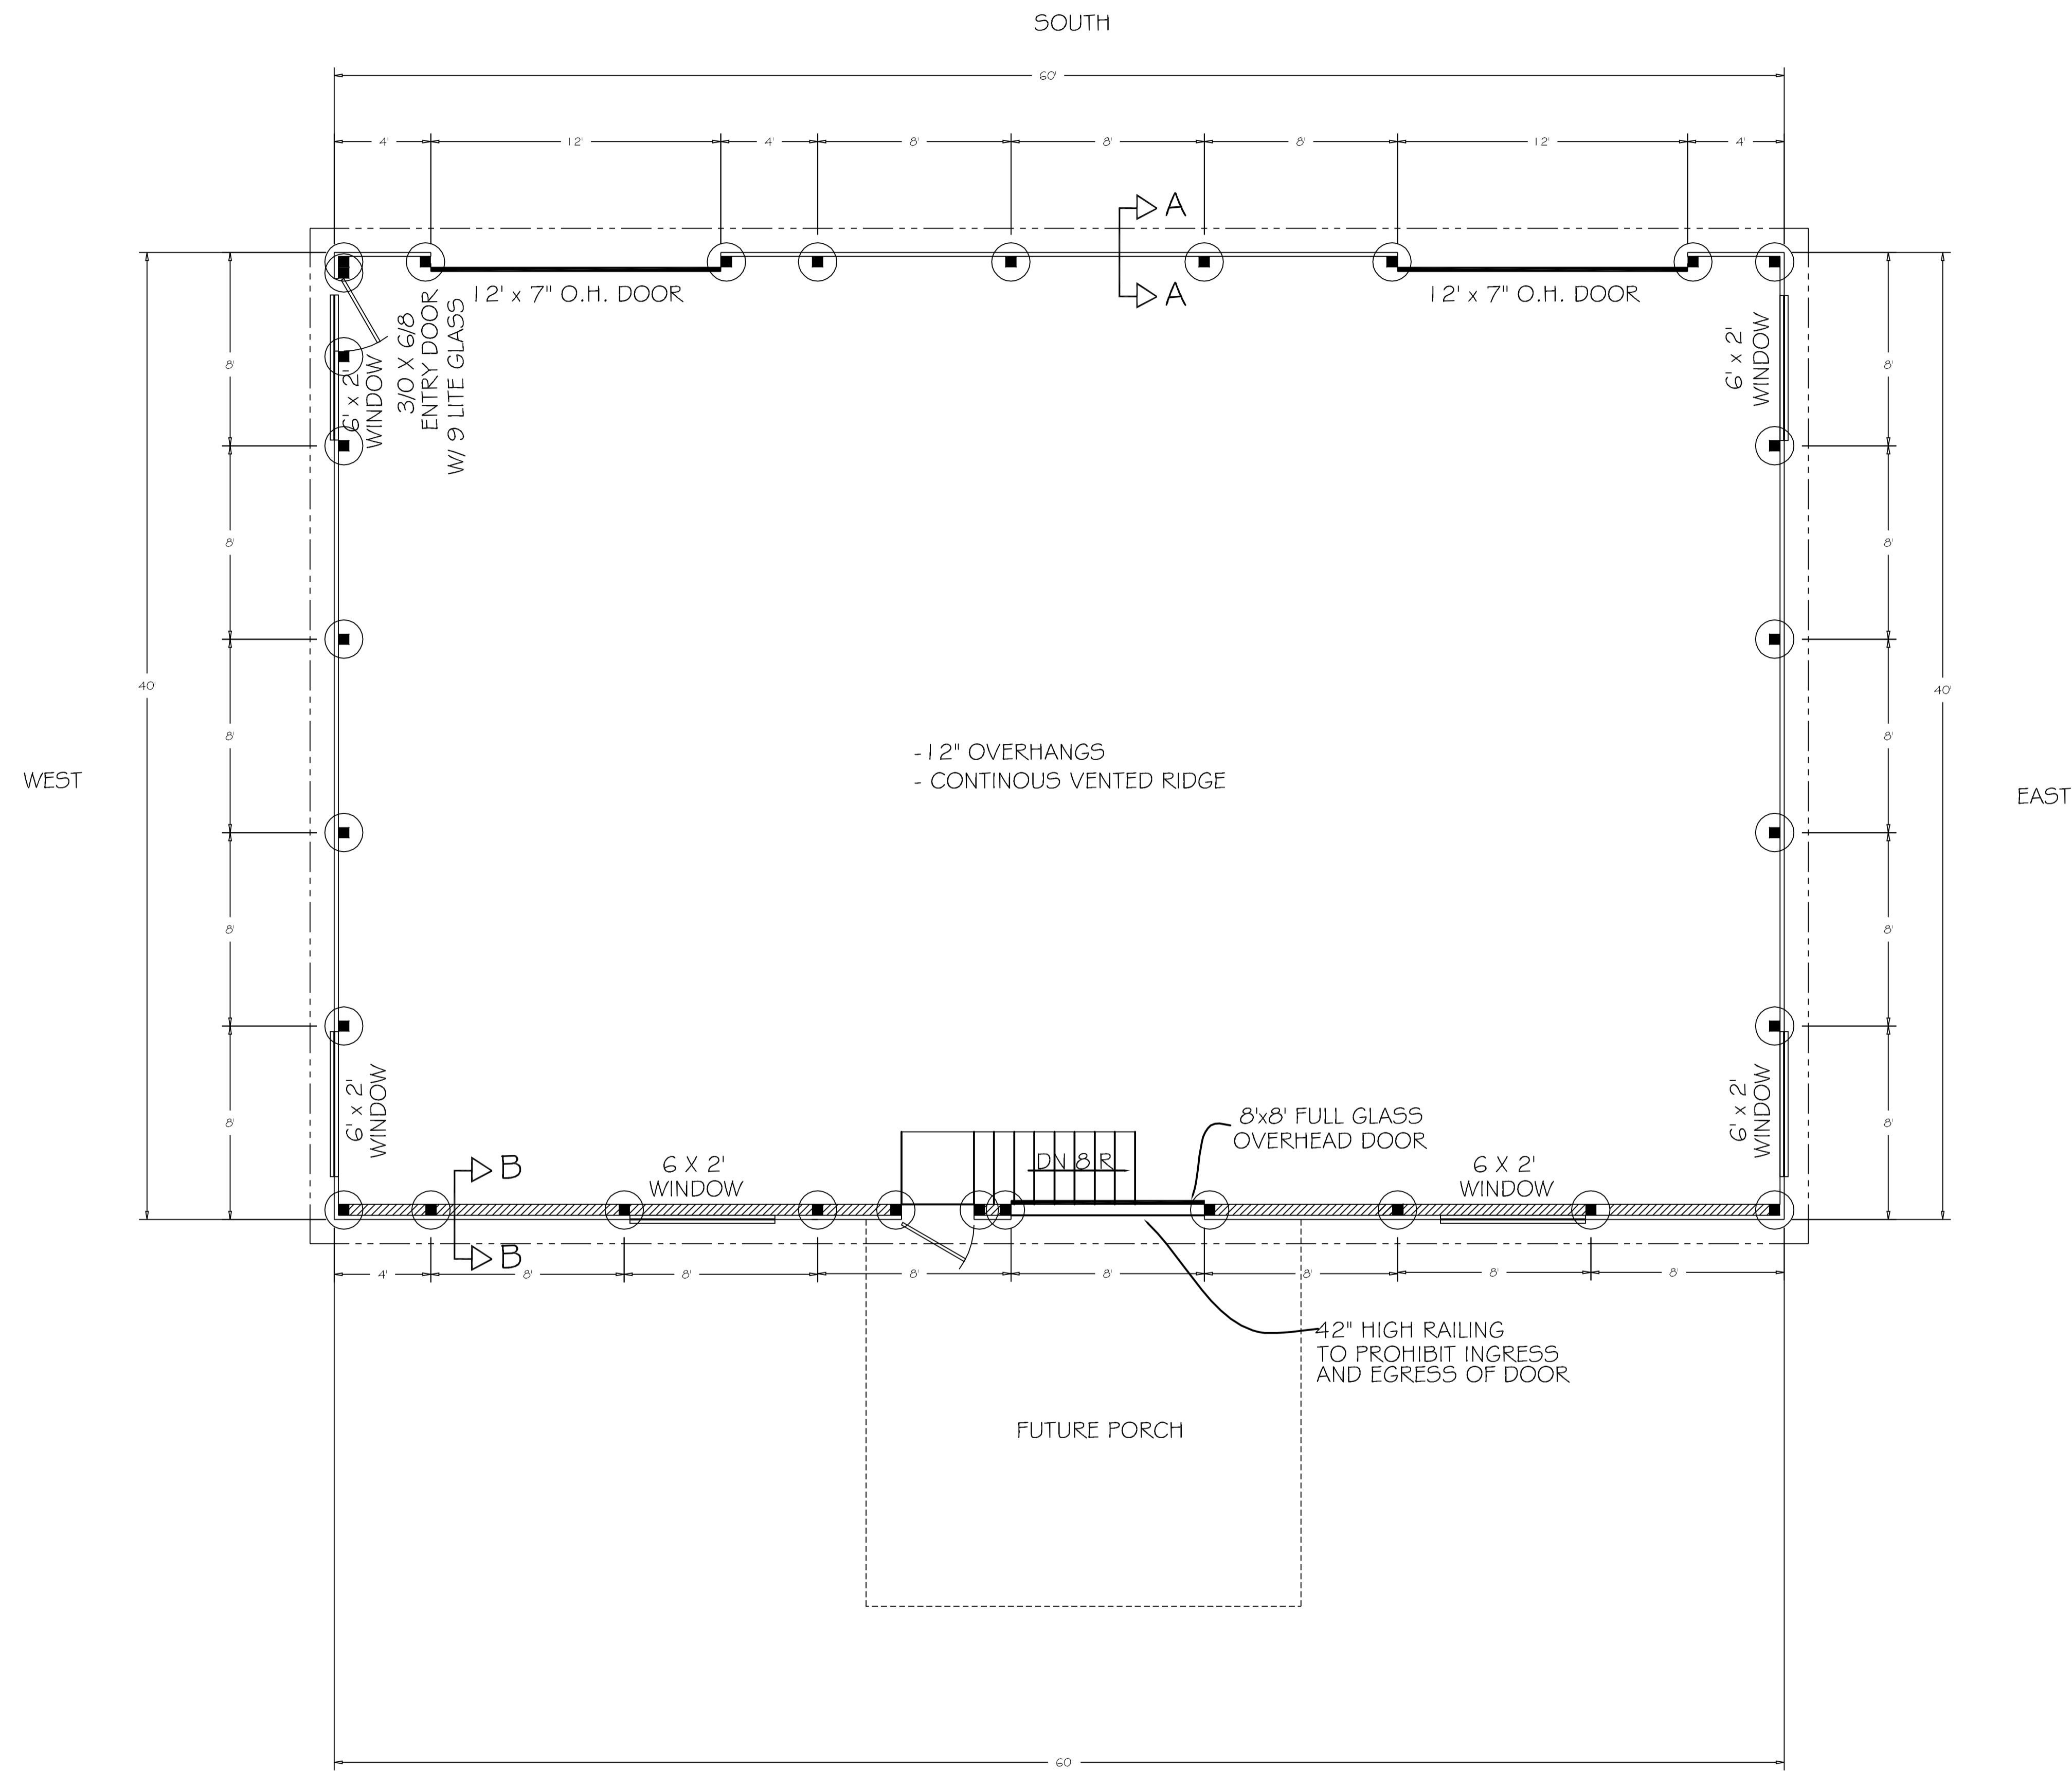 SOUTH
60'
4'
12'
4'
8'
8'
8'
12'
4'
A
A
12' x 7" O.H. DOOR
12' x 7" O.H. DOOR
3/0 X 6/8
ENTRY DOOR
W/ 9 LITE GLASS
6' x 2'
WINDOW
6' x 2'
WINDOW
8'
8'
8'
8'
8'
8'
8'
8'
8'
8'
40'
40'
WEST
EAST
-12" OVERHANGS
- CONTINOUS VENTED RIDGE
6' x 2'
WINDOW
6' x 2'
WINDOW
8'x8' FULL GLASS
OVERHEAD DOOR
DN 8 R
B
6 X 2'
WINDOW
6 X 2'
WINDOW
B
4'
8'
8'
8'
8'
8'
8'
8'
42" HIGH RAILING
TO PROHIBIT INGRESS
AND EGRESS OF DOOR
FUTURE PORCH
60'